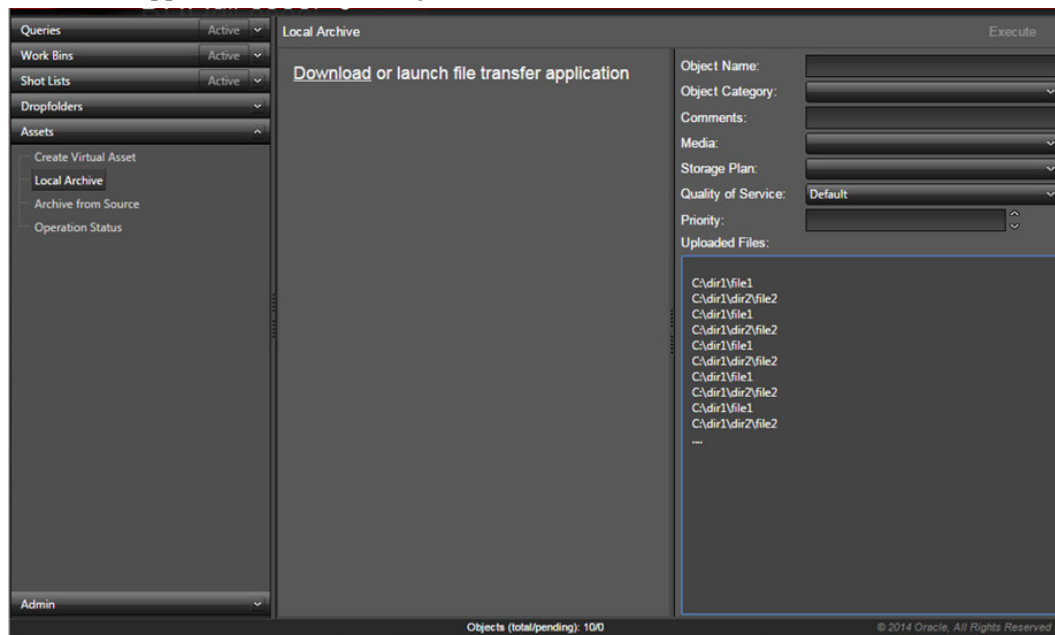 Queries Active
Work Bins Active
Shot Lists Active
Dropfolders
Assets
Create Virtual Asset
Local Archive
Archive from Source
Operation Status
Admin
Local Archive
Execute
Download or launch file transfer application
Object Name:
Object Category:
Comments:
Media:
Storage Plan:
Quality of Service: Default
Priority:
Uploaded Files:
C:\dir1\file1
C:\dir1\dir2\file2
C:\dir1\file1
C:\dir1\dir2\file2
C:\dir1\file1
C:\dir1\dir2\file2
C:\dir1\file1
C:\dir1\dir2\file2
C:\dir1\file1
C:\dir1\dir2\file2
....
Objects (total/pending): 10/0
© 2014 Oracle, All Rights Reserved